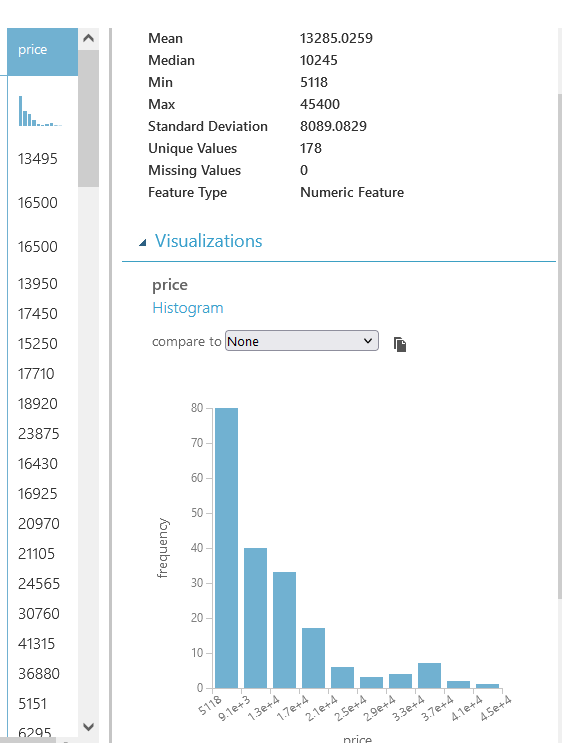 price
13495
16500
16500
13950
17450
15250
17710
18920
23875
16430
16925
20970
21105
24565
30760
41315
36880
5151
6295
Mean 13285.0259
Median 10245
Min 5118
Max 45400
Standard Deviation 8089.0829
Unique Values 178
Missing Values 0
Feature Type Numeric Feature
Visualizations
price
Histogram
compare to None
80
70
60
50
40
30
20
10
0
frequency
5118 9.1e+3 1.3e+4 1.7e+4 2.1e+4 2.5e+4 2.9e+4 3.3e+4 3.7e+4 4.1e+4 4.5e+4
price